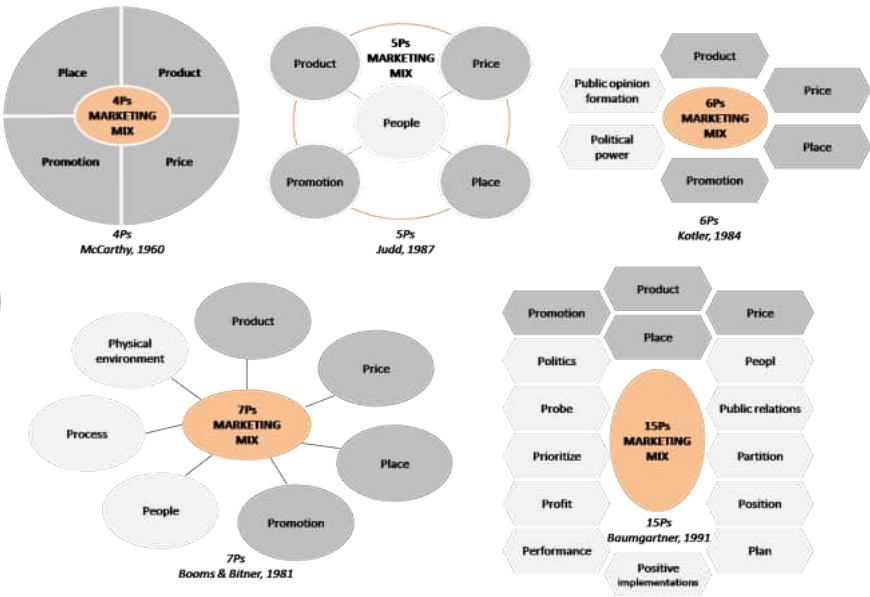 Place
Product
4Ps
MARKETING
MIX
Promotion
Price
4Ps
McCarthy, 1960
Product
5Ps
MARKETING
MIX
Price
People
Promotion
Place
5Ps
Judd, 1987
Product
Public opinion
formation
6Ps
MARKETING
MIX
Price
Political
power
Place
Promotion
6Ps
Kotler, 1984
Product
Physical
environment
Price
7Ps
MARKETING
MIX
Process
Place
People
Promotion
7Ps
Booms & Bitner, 1981
Product
Promotion
Price
Place
Politics
Peopl
Probe
Public relations
15Ps
MARKETING
MIX
Prioritize
Partition
Profit
Position
15Ps
Baumgartner, 1991
Performance
Plan
Positive
implementations